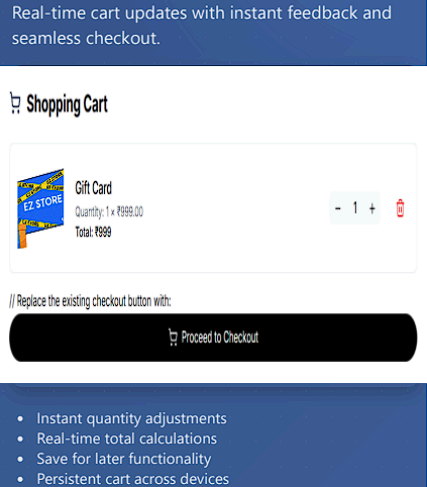 Real-time cart updates with instant feedback and
seamless checkout.
Shopping Cart
EZ STORE
Gift Card
Quantity: 1 × ₹999.00
Total: ₹999
− 1 +
// Replace the existing checkout button with:
Proceed to Checkout
• Instant quantity adjustments
• Real-time total calculations
• Save for later functionality
• Persistent cart across devices